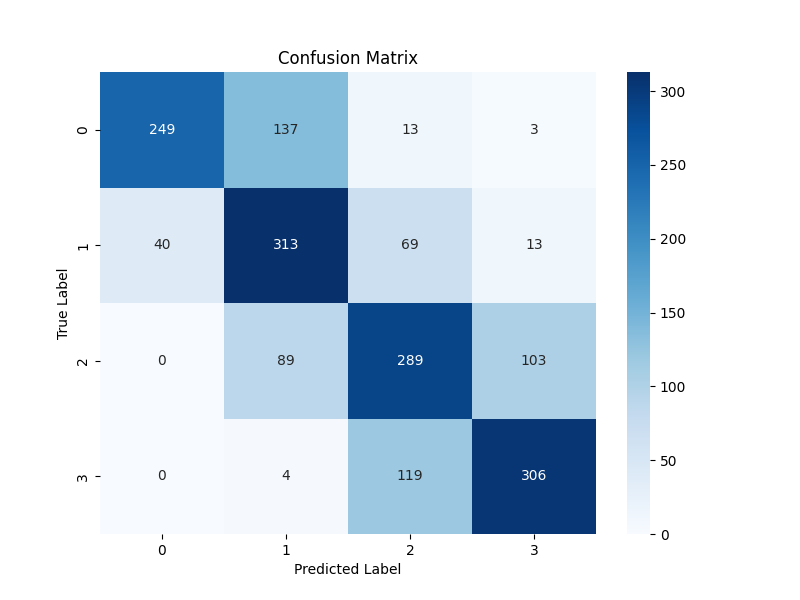 Confusion Matrix
0 249 137 13 3
1 40 313 69 13
2 0 89 289 103
3 0 4 119 306
0 1 2 3
Predicted Label
True Label
300
250
200
150
100
50
0